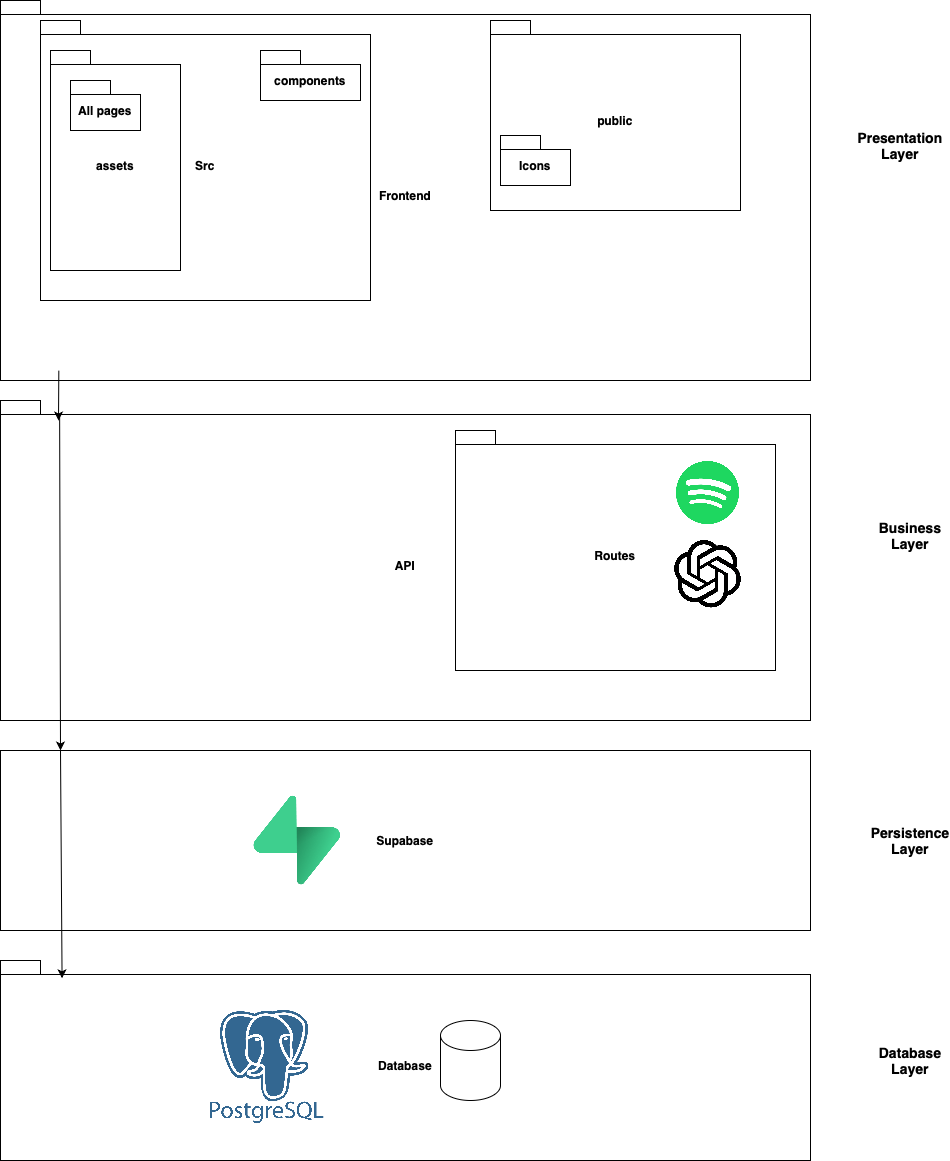 components
All pages
public
Presentation
Layer
assets
Src
Icons
Frontend
Business
Layer
Routes
API
Persistence
Layer
Supabase
Database
Layer
Database
PostgreSQL